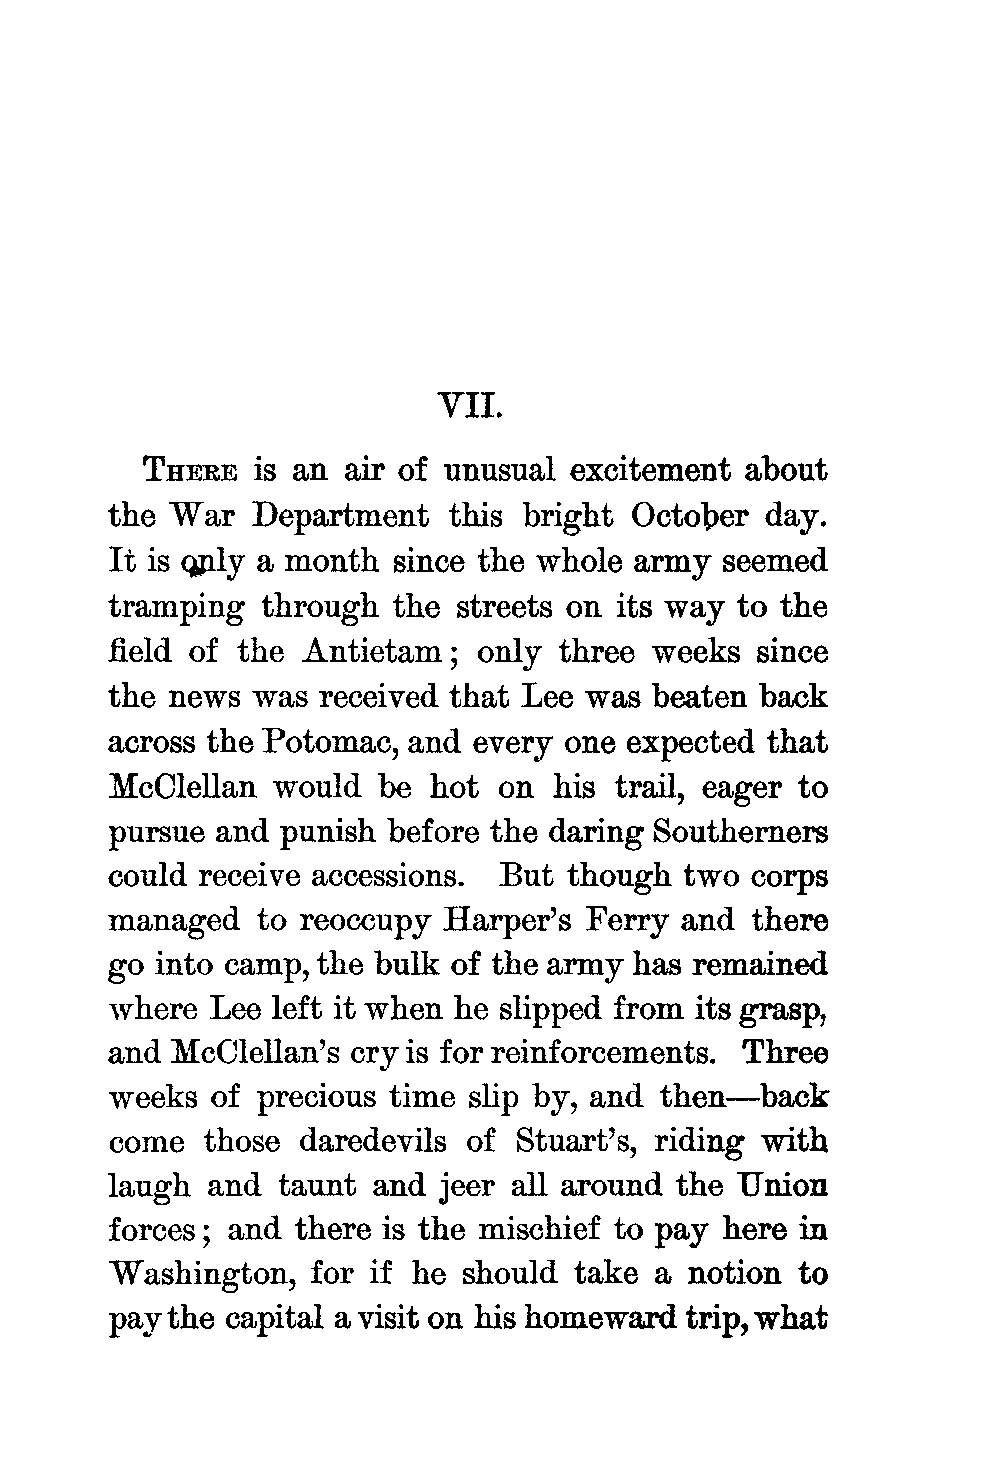 VII.
THERE is an air of unusual excitement about
the War Department this bright October day.
It is only a month since the whole army seemed
tramping through the streets on its way to the
field of the Antietam; only three weeks since
the news was received that Lee was beaten back
across the Potomac, and every one expected that
McClellan would be hot on his trail, eager to
pursue and punish before the daring Southerners
could receive accessions. But though two corps
managed to reoccupy Harper's Ferry and there
go into camp, the bulk of the army has remained
where Lee left it when he slipped from its grasp,
and McClellan's cry is for reinforcements. Three
weeks of precious time slip by, and then—back
come those daredevils of Stuart's, riding with
laugh and taunt and jeer all around the Union
forces; and there is the mischief to pay here in
Washington, for if he should take a notion to
pay the capital a visit on his homeward trip, what